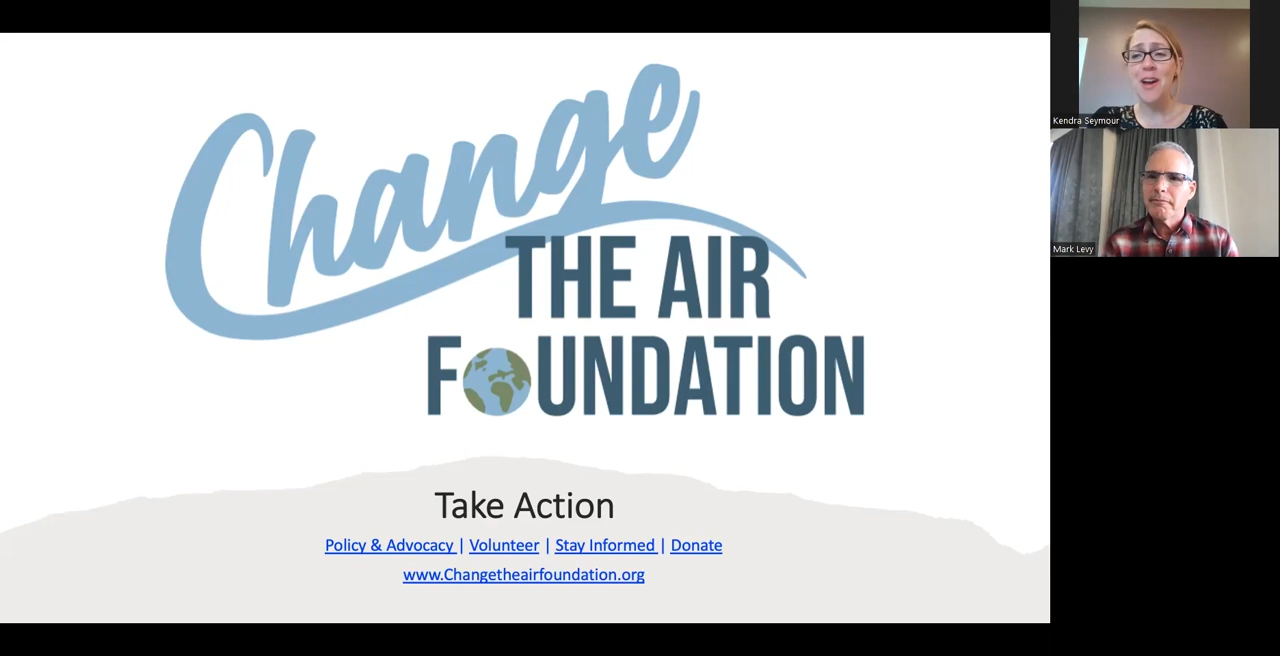 Change
THE AIR
FOUNDATION
Take Action
Policy & Advocacy | Volunteer | Stay Informed | Donate
www.Changetheairfoundation.org
Kendra Seymour
Mark Levy